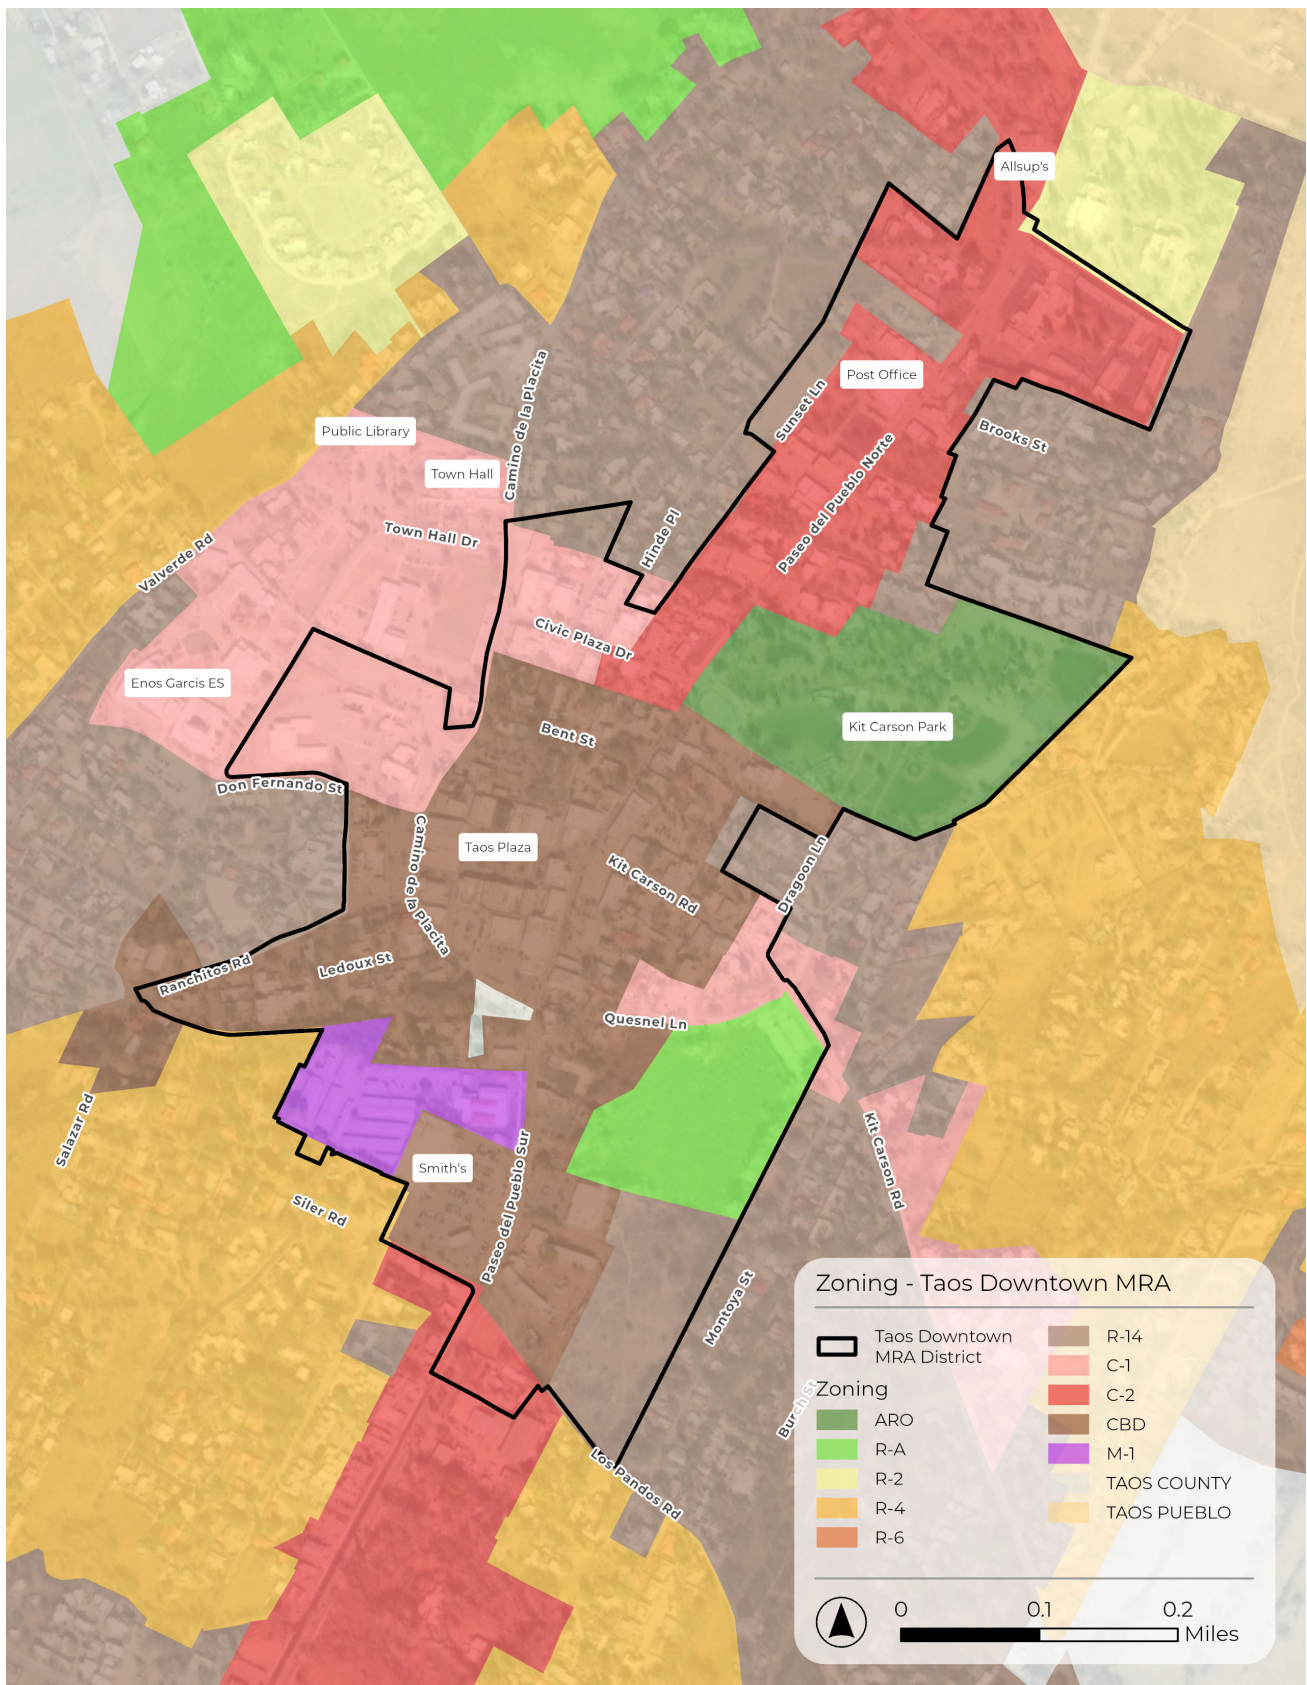 Allsup's
Post Office
Sunset Ln
Brooks St
Camino de la Placita
Public Library
Town Hall
Paseo del Pueblo Norte
Town Hall Dr
Hinde Pl
Valverde Rd
Civic Plaza Dr
Enos Garcis ES
Kit Carson Park
Bent St
Don Fernando St
Taos Plaza
Camino de la Placita
Kit Carson Rd
Dragoon Ln
Ranchitos Rd
Ledoux St
Quesnel Ln
Salazar Rd
Kit Carson Rd
Smith's
Paseo del Pueblo Sur
Siler Rd
Montoya St
Burch St
Los Pandos Rd
Zoning - Taos Downtown MRA
Taos Downtown
MRA District
Zoning
ARO
R-A
R-2
R-4
R-6
R-14
C-1
C-2
CBD
M-1
TAOS COUNTY
TAOS PUEBLO
0 0.1 0.2
Miles